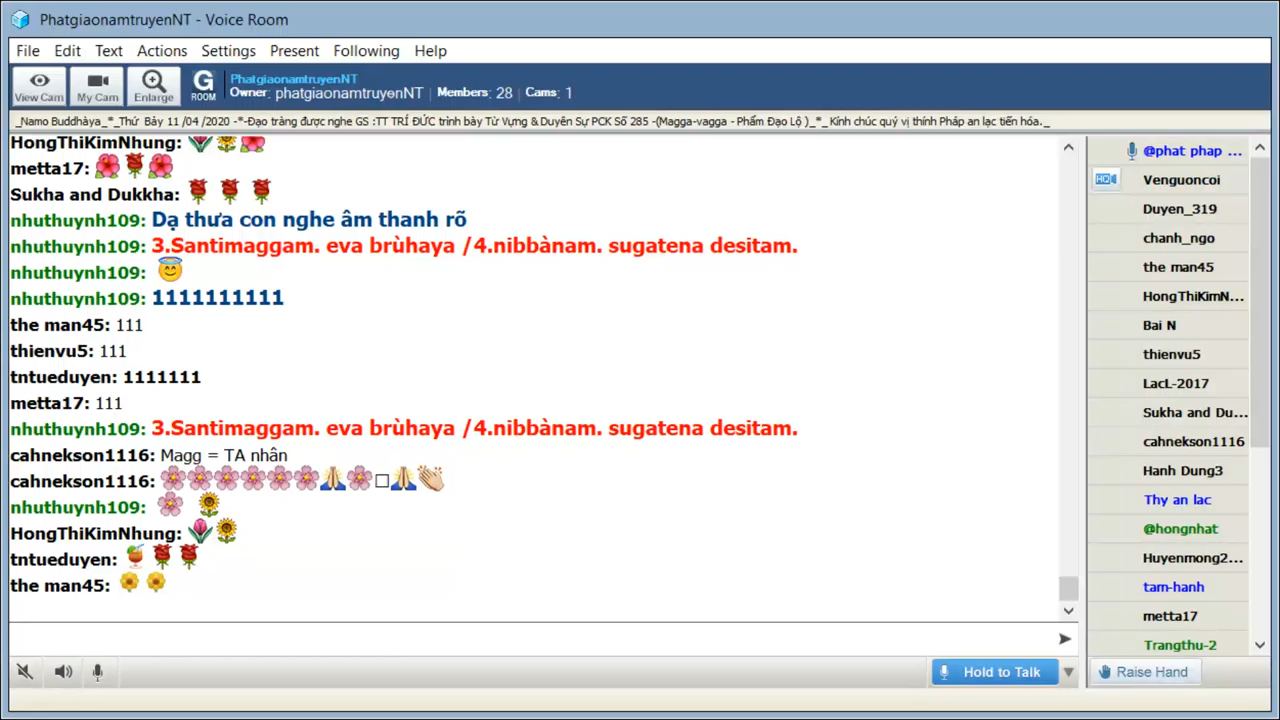 PhatgiaonamtruyenNT - Voice Room
File Edit Text Actions Settings Present Following Help
View Cam My Cam Enlarge G ROOM
PhatgiaonamtruyenNT
Owner: phatgiaonamtruyenNT Members: 28 Cams: 1
_Namo Buddhàya_*_Thứ Bảy 11 /04 /2020 -*-Đạo tràng được nghe GS :TT TRÍ ĐỨC trình bày Từ Vựng & Duyên Sự PCK Số 285 -(Magga-vagga - Phẩm Đạo Lộ )_*_ Kính chúc quý vị thính Pháp an lạc tiến hóa._
HongThiKimNhung:
metta17:
Sukha and Dukkha:
nhuthuynh109: Dạ thưa con nghe âm thanh rõ
nhuthuynh109: 3.Santimaggam. eva brùhaya /4.nibbànam. sugatena desitam.
nhuthuynh109:
nhuthuynh109: 1111111111
the man45: 111
thienvu5: 111
tntueduyen: 1111111
metta17: 111
nhuthuynh109: 3.Santimaggam. eva brùhaya /4.nibbànam. sugatena desitam.
cahnekson1116: Magg = TA nhân
cahnekson1116:
nhuthuynh109:
HongThiKimNhung:
tntueduyen:
the man45:
@phat phap ...
HD
Venguoncoi
Duyen_319
chanh_ngo
the man45
HongThiKimN...
Bai N
thienvu5
LacL-2017
Sukha and Du...
cahnekson1116
Hanh Dung3
Thy an lac
@hongnhat
Huyenmong2...
tam-hanh
metta17
Trangthu-2
Hold to Talk
Raise Hand